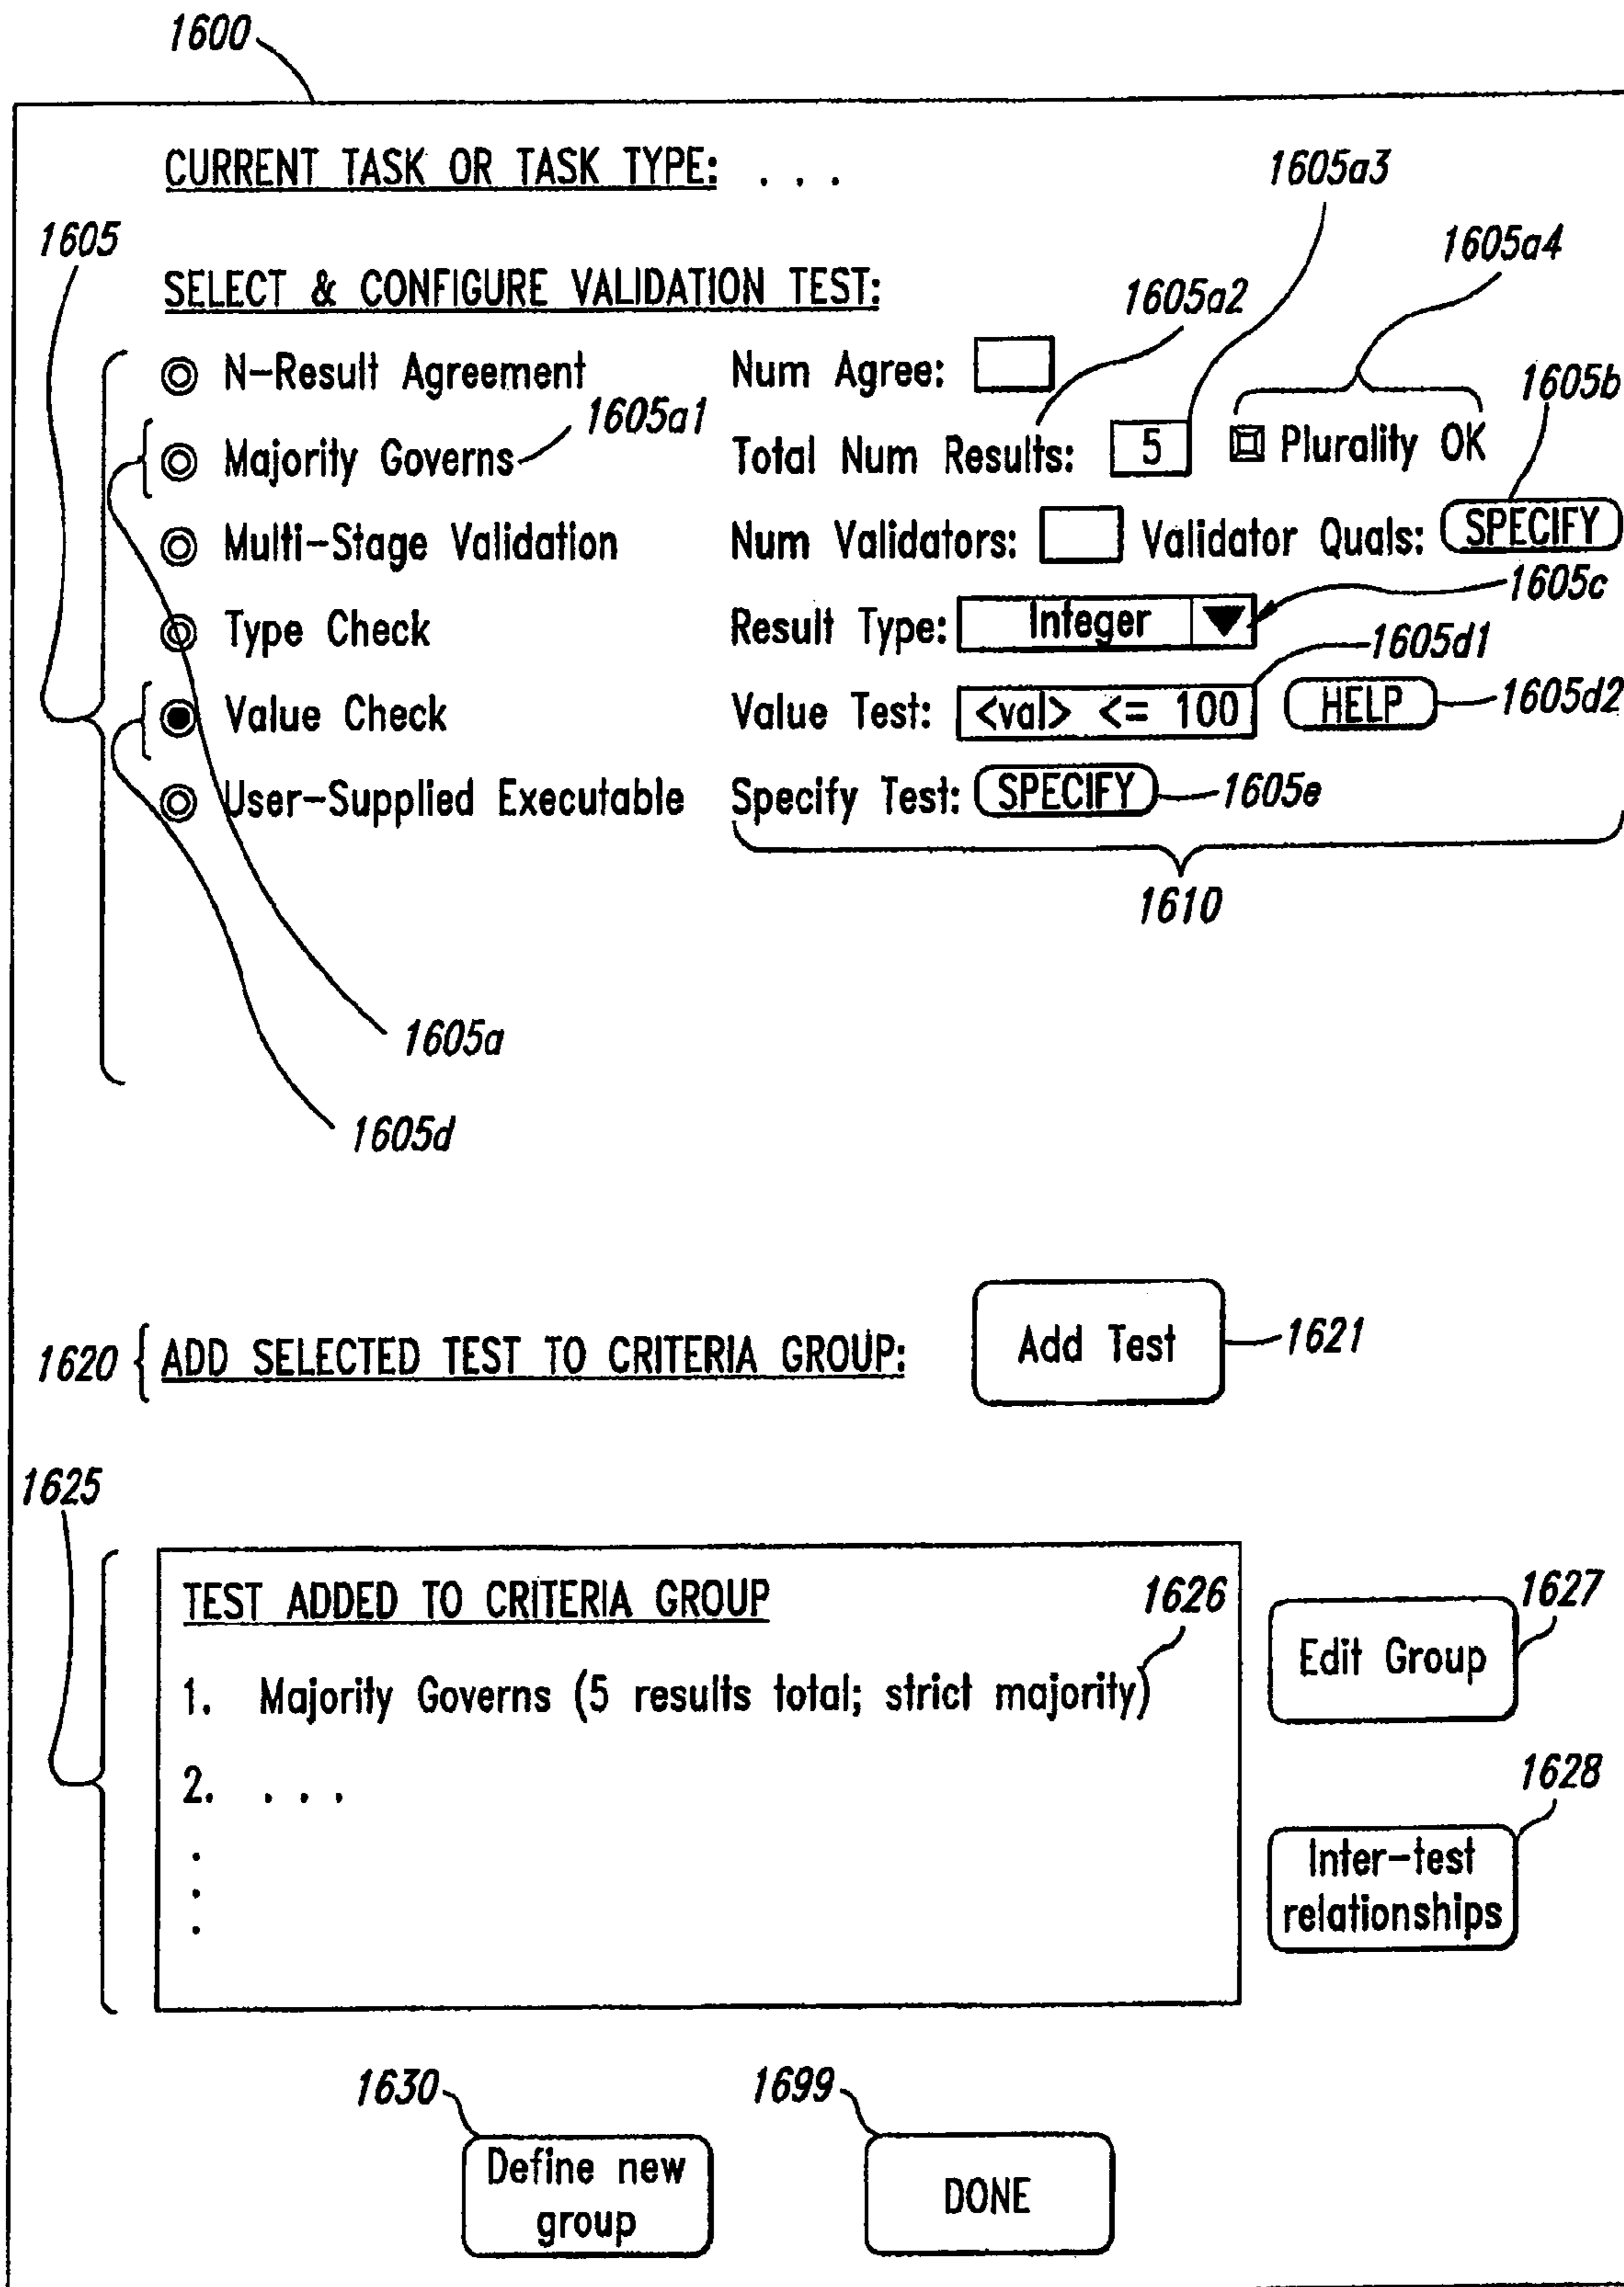 1600
CURRENT TASK OR TASK TYPE: . . .
1605a3
1605
1605a4
SELECT & CONFIGURE VALIDATION TEST:
1605a2
N-Result Agreement Num Agree:
1605b
1605a1
Majority Governs Total Num Results: 5 Plurality OK
Multi-Stage Validation Num Validators: Validator Quals: SPECIFY
1605c
Type Check Result Type: Integer
1605d1
Value Check Value Test: <val> <= 100 HELP 1605d2
User-Supplied Executable Specify Test: SPECIFY 1605e
1610
1605a
1605d
1620 ADD SELECTED TEST TO CRITERIA GROUP: Add Test 1621
1625
TEST ADDED TO CRITERIA GROUP 1626
1627
Edit Group
1. Majority Governs (5 results total; strict majority)
1628
2. . . .
Inter-test
relationships
1630
1699
Define new
group
DONE